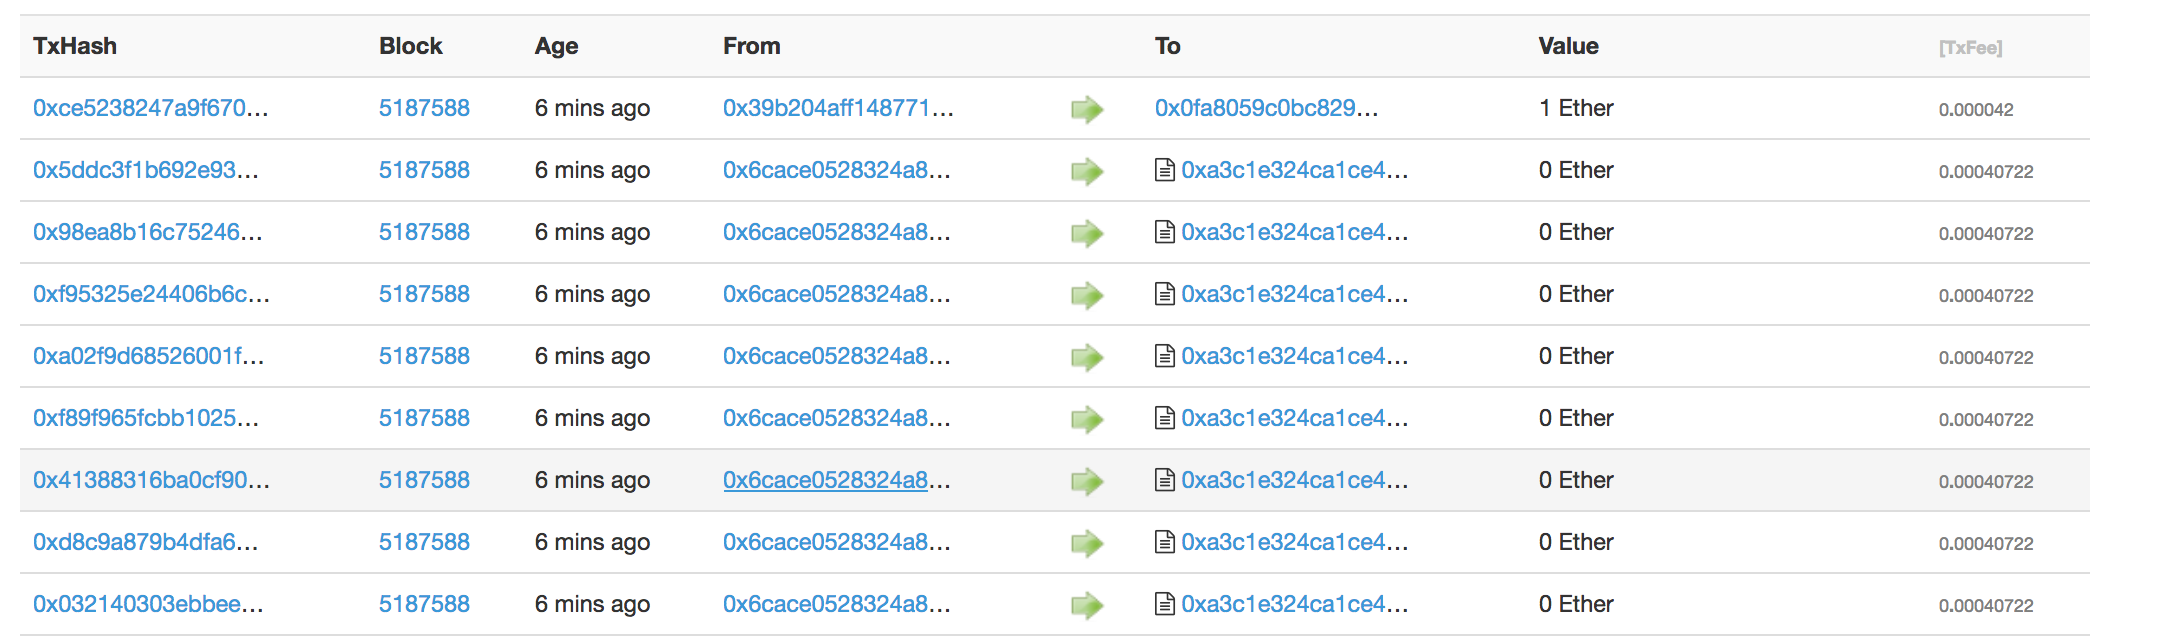 TxHash Block Age From To Value [TxFee]
0xce5238247a9f670... 5187588 6 mins ago 0x39b204aff148771... 0x0fa8059c0bc829... 1 Ether 0.000042
0x5ddc3f1b692e93... 5187588 6 mins ago 0x6cace0528324a8... 0xa3c1e324ca1ce4... 0 Ether 0.00040722
0x98ea8b16c75246... 5187588 6 mins ago 0x6cace0528324a8... 0xa3c1e324ca1ce4... 0 Ether 0.00040722
0xf95325e24406b6c... 5187588 6 mins ago 0x6cace0528324a8... 0xa3c1e324ca1ce4... 0 Ether 0.00040722
0xa02f9d68526001f... 5187588 6 mins ago 0x6cace0528324a8... 0xa3c1e324ca1ce4... 0 Ether 0.00040722
0xf89f965fcbb1025... 5187588 6 mins ago 0x6cace0528324a8... 0xa3c1e324ca1ce4... 0 Ether 0.00040722
0x41388316ba0cf90... 5187588 6 mins ago 0x6cace0528324a8... 0xa3c1e324ca1ce4... 0 Ether 0.00040722
0xd8c9a879b4dfa6... 5187588 6 mins ago 0x6cace0528324a8... 0xa3c1e324ca1ce4... 0 Ether 0.00040722
0x032140303ebbee... 5187588 6 mins ago 0x6cace0528324a8... 0xa3c1e324ca1ce4... 0 Ether 0.00040722